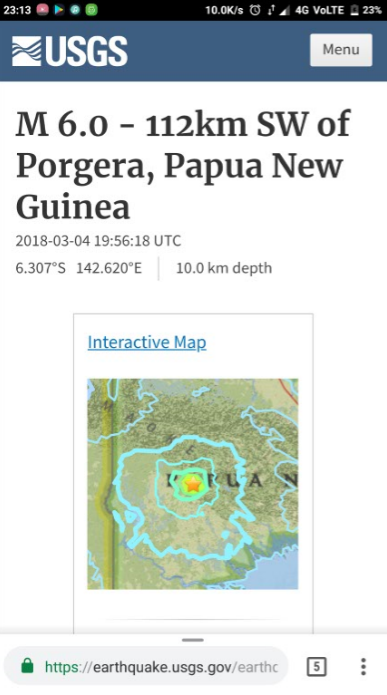 23:13 10.0K/s 4G VoLTE 23%
USGS
Menu
M 6.0 - 112km SW of
Porgera, Papua New
Guinea
2018-03-04 19:56:18 UTC
6.307°S 142.620°E 10.0 km depth
Interactive Map
https://earthquake.usgs.gov/earthc
5